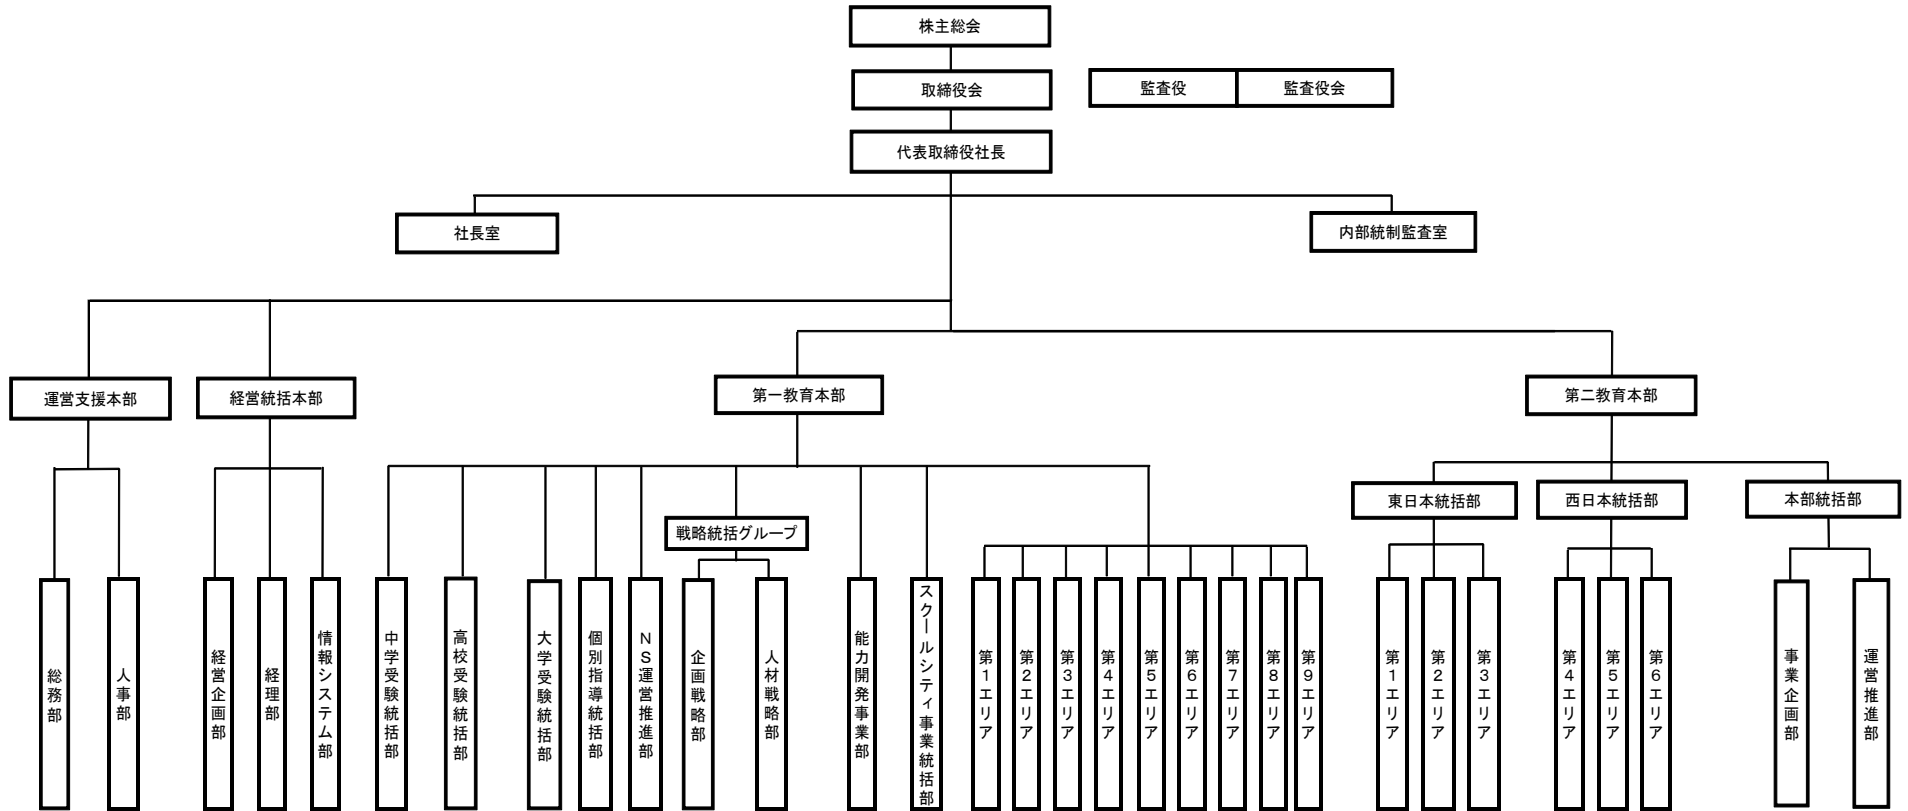 株主総会
取締役会
監査役
監査役会
代表取締役社長
社長室
内部統制監査室
運営支援本部
経営統括本部
第一教育本部
第二教育本部
東日本統括部
西日本統括部
本部統括部
戦略統括グループ
総務部
人事部
経営企画部
経理部
情報システム部
中学受験統括部
高校受験統括部
大学受験統括部
個別指導統括部
NS運営推進部
企画戦略部
人材戦略部
能力開発事業部
スクールシティ事業統括部
第1エリア
第2エリア
第3エリア
第4エリア
第5エリア
第6エリア
第7エリア
第8エリア
第9エリア
第1エリア
第2エリア
第3エリア
第4エリア
第5エリア
第6エリア
事業企画部
運営推進部